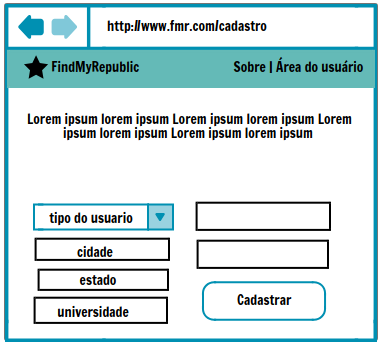 http://www.fmr.com/cadastro
FindMyRepublic
Sobre | Área do usuário
Lorem ipsum lorem ipsum Lorem ipsum lorem ipsum Lorem
ipsum lorem ipsum Lorem ipsum lorem ipsum
tipo do usuario
cidade
estado
universidade
Cadastrar